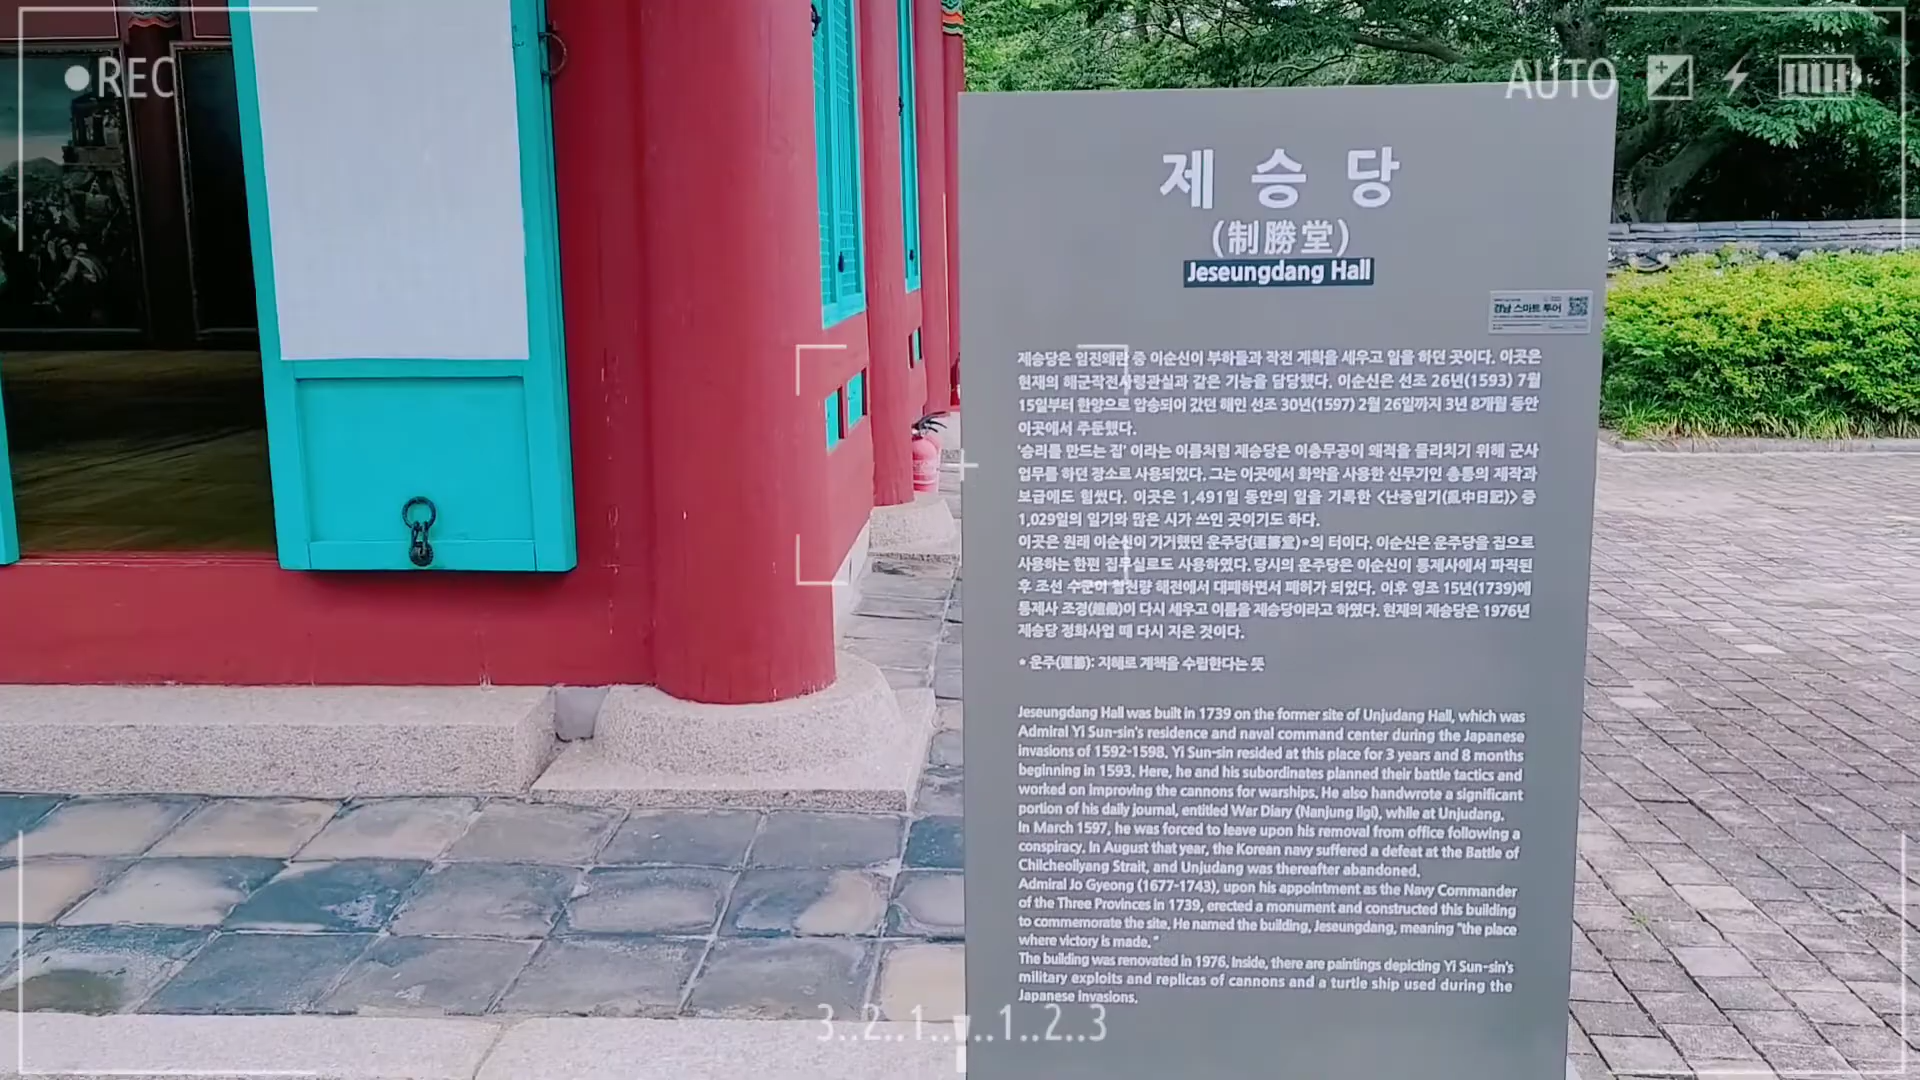 REC
AUTO
제 승 당
(制勝堂)
Jeseungdang Hall
경남 스마트 투어
제승당은 임진왜란 중 이순신이 부하들과 작전 계획을 세우고 일을 하던 곳이다. 이곳은
현재의 해군작전사령관실과 같은 기능을 담당했다. 이순신은 선조 26년(1593) 7월
15일부터 한양으로 압송되어 갔던 해인 선조 30년(1597) 2월 26일까지 3년 8개월 동안
이곳에서 주둔했다.
'승리를 만드는 집' 이라는 이름처럼 제승당은 이충무공이 왜적을 물리치기 위해 군사
업무를 하던 장소로 사용되었다. 그는 이곳에서 화약을 사용한 신무기인 총통의 제작과
보급에도 힘썼다. 이곳은 1,491일 동안의 일을 기록한 <난중일기(亂中日記)> 중
1,029일의 일기와 많은 시가 쓰인 곳이기도 하다.
이곳은 원래 이순신이 기거했던 운주당(運籌堂)*의 터이다. 이순신은 운주당을 집으로
사용하는 한편 집무실로도 사용하였다. 당시의 운주당은 이순신이 통제사에서 파직된
후 조선 수군이 칠천량 해전에서 대패하면서 폐허가 되었다. 이후 영조 15년(1739)에
통제사 조경(趙儆)이 다시 세우고 이름을 제승당이라고 하였다. 현재의 제승당은 1976년
제승당 정화사업 때 다시 지은 것이다.
* 운주(運籌): 지혜로 계책을 수립한다는 뜻
Jeseungdang Hall was built in 1739 on the former site of Unjudang Hall, which was
Admiral Yi Sun-sin's residence and naval command center during the Japanese
invasions of 1592-1598. Yi Sun-sin resided at this place for 3 years and 8 months
beginning in 1593. Here, he and his subordinates planned their battle tactics and
worked on improving the cannons for warships. He also handwrote a significant
portion of his daily journal, entitled War Diary (Nanjung Ilgi), while at Unjudang.
In March 1597, he was forced to leave upon his removal from office following a
conspiracy. In August that year, the Korean navy suffered a defeat at the Battle of
Chilcheollyang Strait, and Unjudang was thereafter abandoned.
Admiral Jo Gyeong (1677-1743), upon his appointment as the Navy Commander
of the Three Provinces in 1739, erected a monument and constructed this building
to commemorate the site. He named the building, Jeseungdang, meaning "the place
where victory is made."
The building was renovated in 1976. Inside, there are paintings depicting Yi Sun-sin's
military exploits and replicas of cannons and a turtle ship used during the
Japanese invasions.
3..2..1..▼..1..2..3